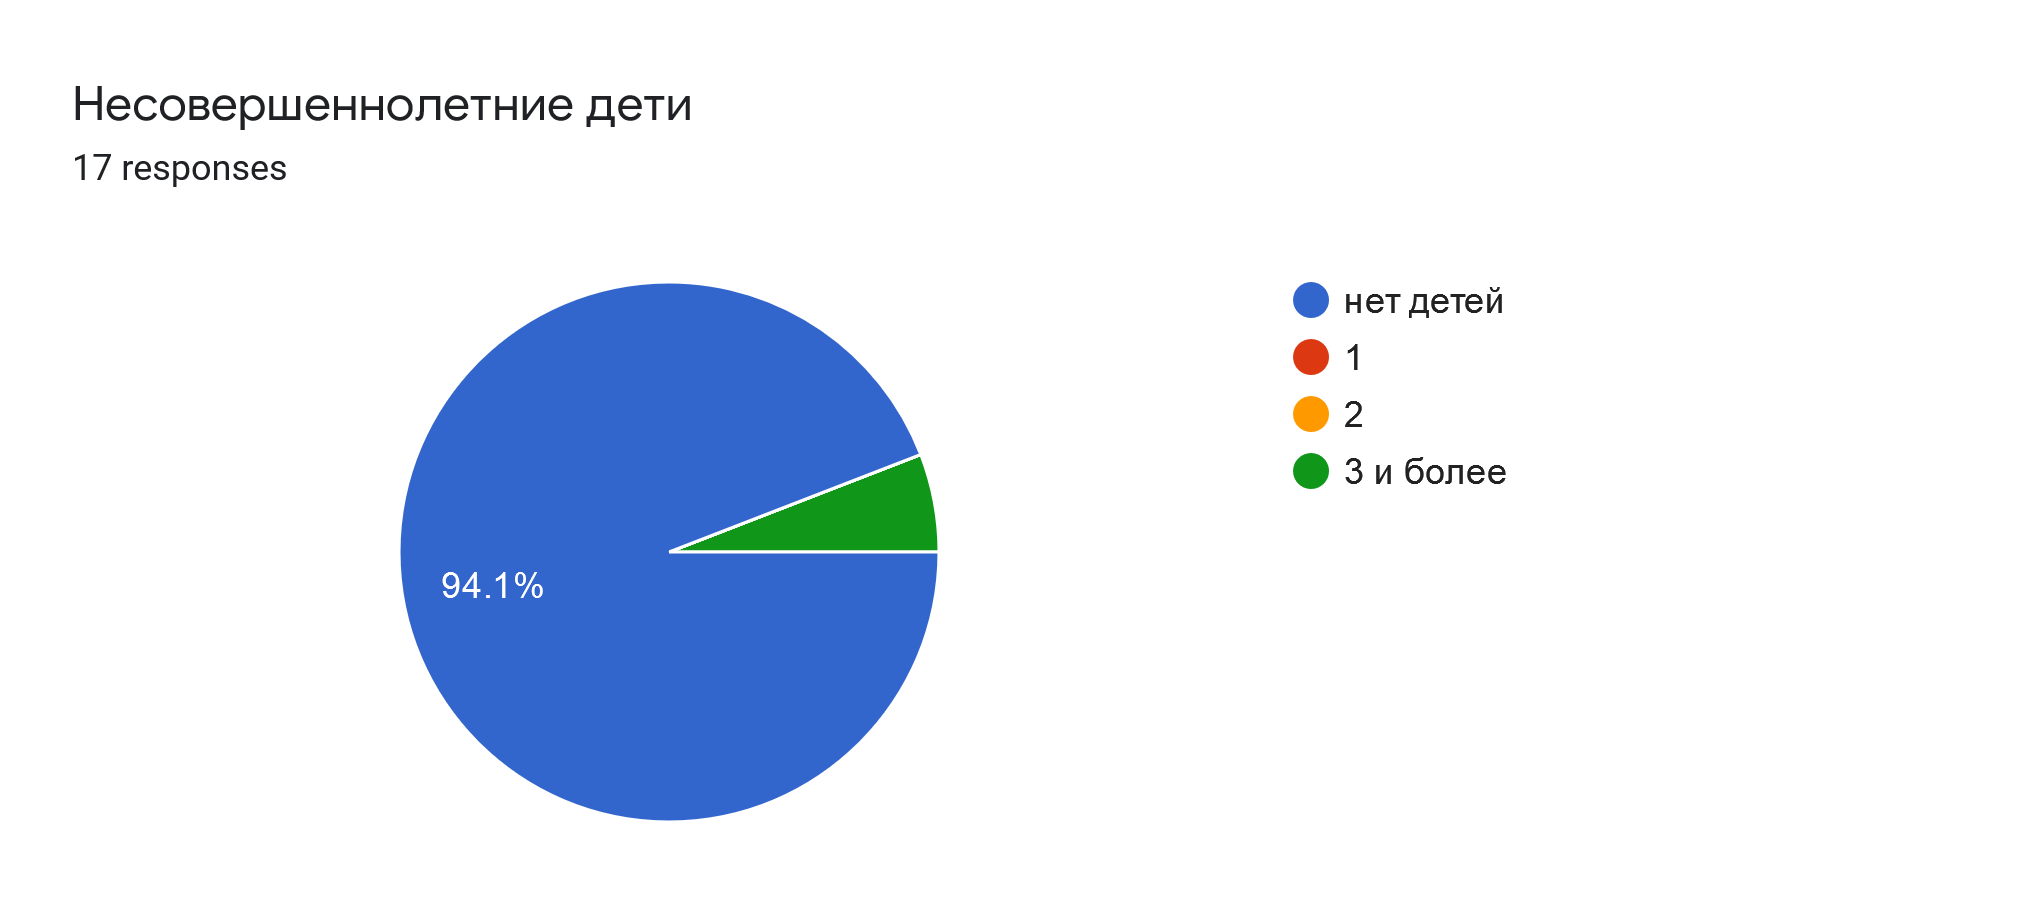 Несовершеннолетние дети
17 responses
нет детей
1
2
3 и более
94.1%